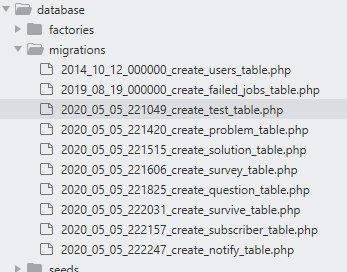 database
factories
migrations
2014_10_12_000000_create_users_table.php
2019_08_19_000000_create_failed_jobs_table.php
2020_05_05_221049_create_test_table.php
2020_05_05_221420_create_problem_table.php
2020_05_05_221515_create_solution_table.php
2020_05_05_221606_create_survey_table.php
2020_05_05_221825_create_question_table.php
2020_05_05_222031_create_survive_table.php
2020_05_05_222157_create_subscriber_table.php
2020_05_05_222247_create_notify_table.php
seeds